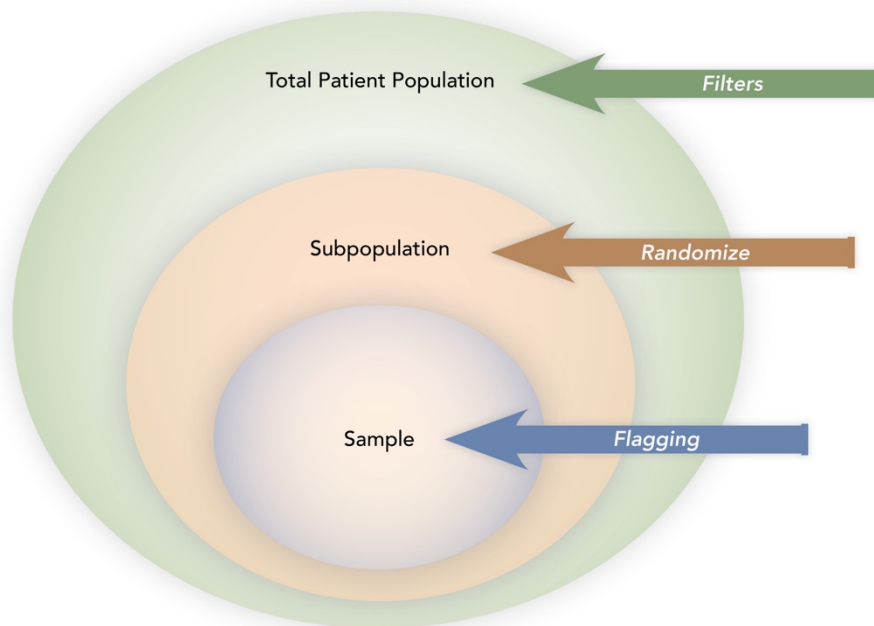 Total Patient Population
Filters
Subpopulation
Randomize
Sample
Flagging